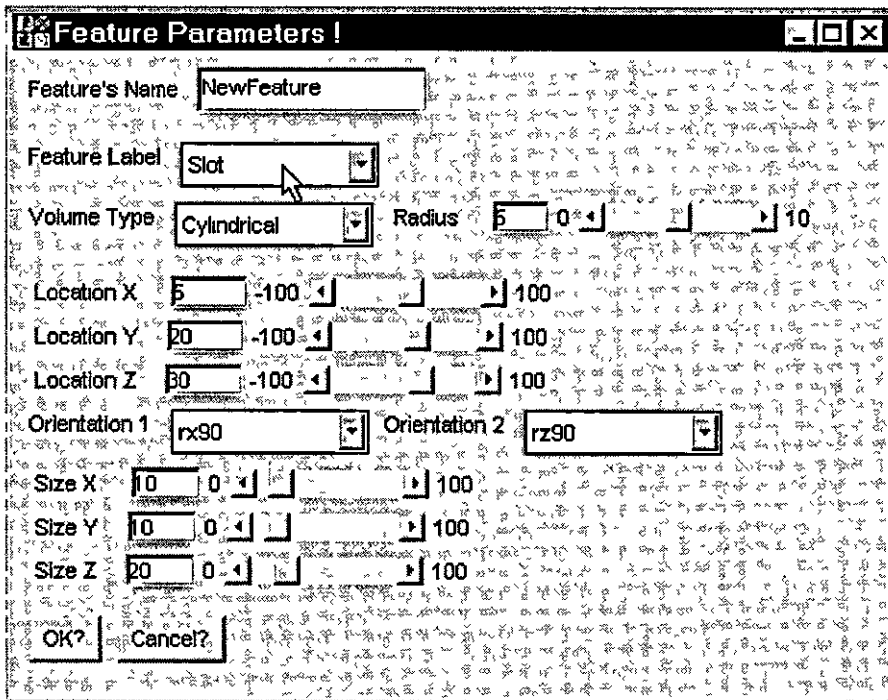 Feature Parameters !
Feature's Name NewFeature
Feature Label Slot
Volume Type Cylindrical Radius 5 0 10
Location X 5 -100 100
Location Y 20 -100 100
Location Z 30 -100 100
Orientation 1 rx90 Orientation 2 rz90
Size X 10 0 100
Size Y 10 0 100
Size Z 20 0 100
OK? Cancel?